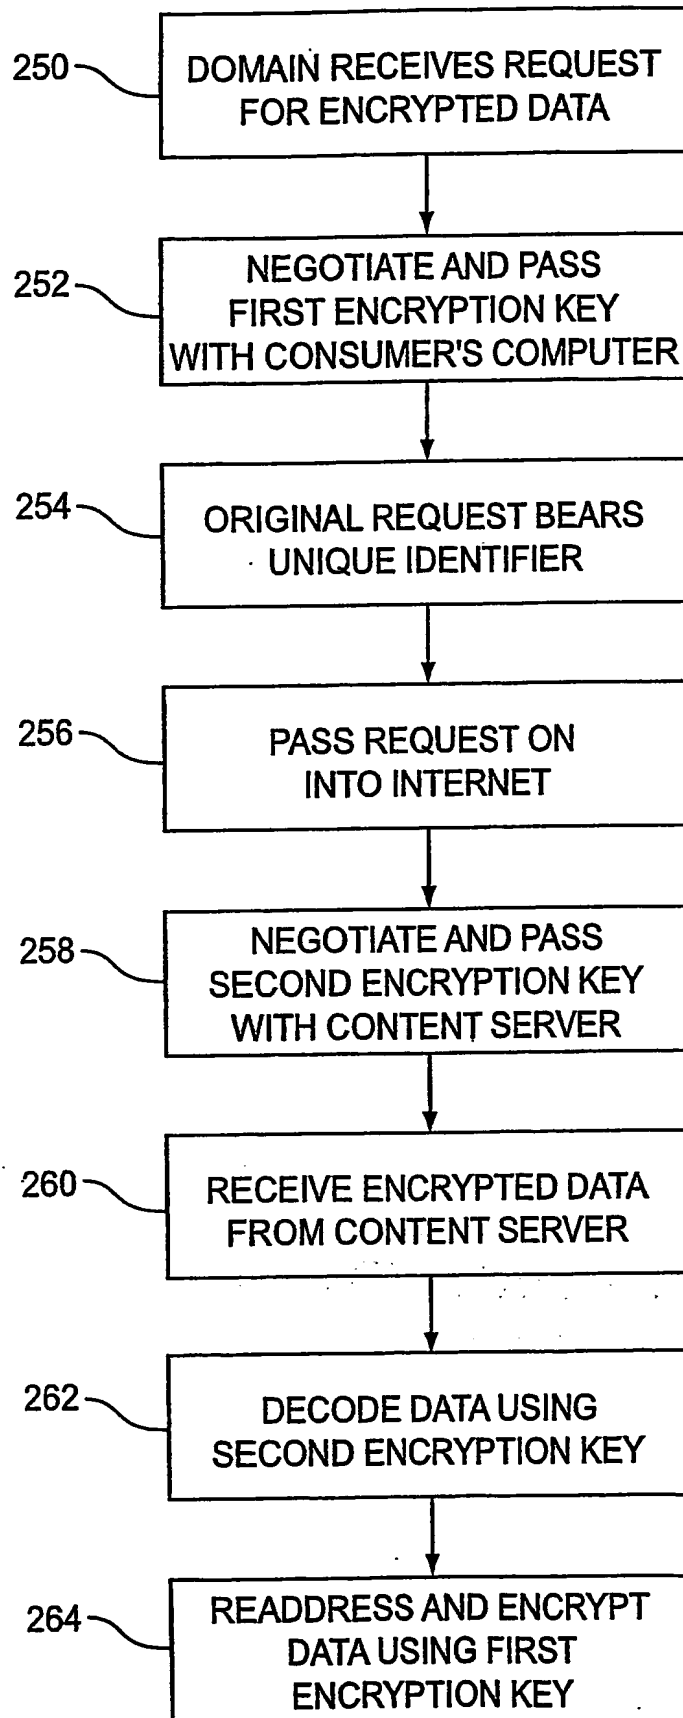 250
DOMAIN RECEIVES REQUEST
FOR ENCRYPTED DATA
252
NEGOTIATE AND PASS
FIRST ENCRYPTION KEY
WITH CONSUMER'S COMPUTER
254
ORIGINAL REQUEST BEARS
UNIQUE IDENTIFIER
256
PASS REQUEST ON
INTO INTERNET
258
NEGOTIATE AND PASS
SECOND ENCRYPTION KEY
WITH CONTENT SERVER
260
RECEIVE ENCRYPTED DATA
FROM CONTENT SERVER
262
DECODE DATA USING
SECOND ENCRYPTION KEY
264
READDRESS AND ENCRYPT
DATA USING FIRST
ENCRYPTION KEY